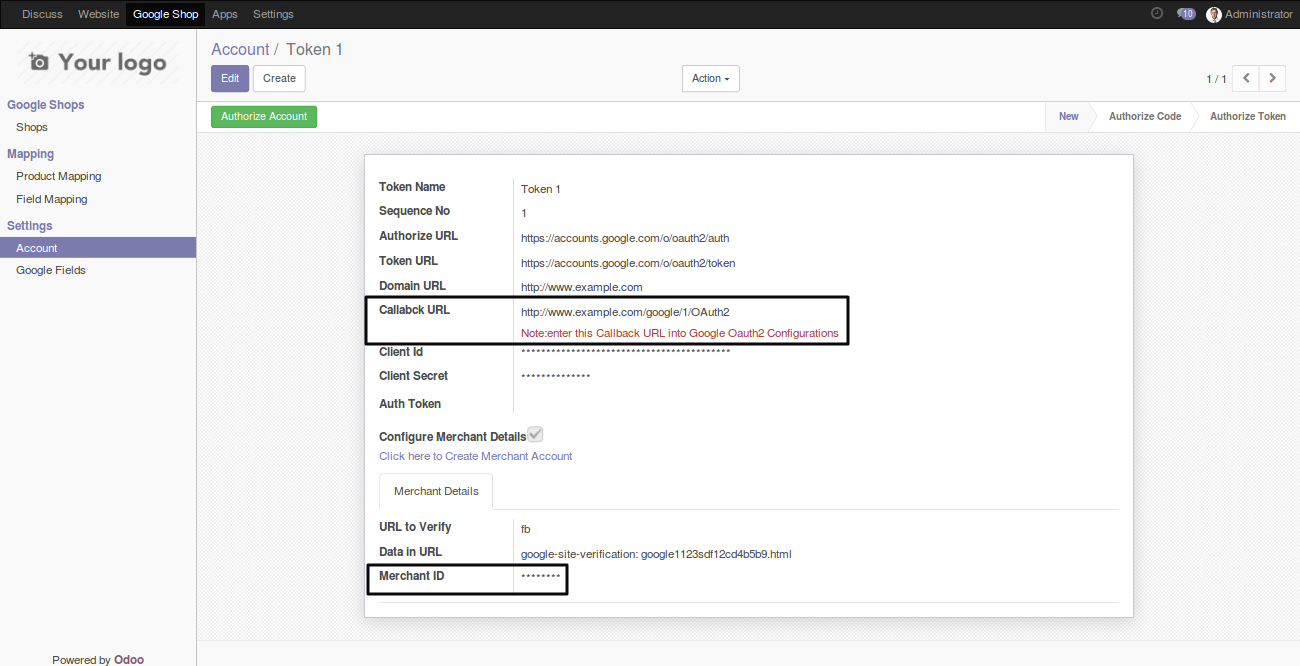 Discuss Website Google Shop Apps Settings 10 Administrator
Your logo
Account / Token 1
Edit Create Action 1 / 1
Authorize Account New Authorize Code Authorize Token
Google Shops
Shops
Mapping
Product Mapping
Field Mapping
Settings
Account
Google Fields
Token Name Token 1
Sequence No 1
Authorize URL https://accounts.google.com/o/oauth2/auth
Token URL https://accounts.google.com/o/oauth2/token
Domain URL http://www.example.com
Callabck URL http://www.example.com/google/1/OAuth2
Note:enter this Callback URL into Google Oauth2 Configurations
Client Id ******************************************
Client Secret **************
Auth Token
Configure Merchant Details
Click here to Create Merchant Account
Merchant Details
URL to Verify fb
Data in URL google-site-verification: google1123sdf12cd4b5b9.html
Merchant ID ********
Powered by Odoo